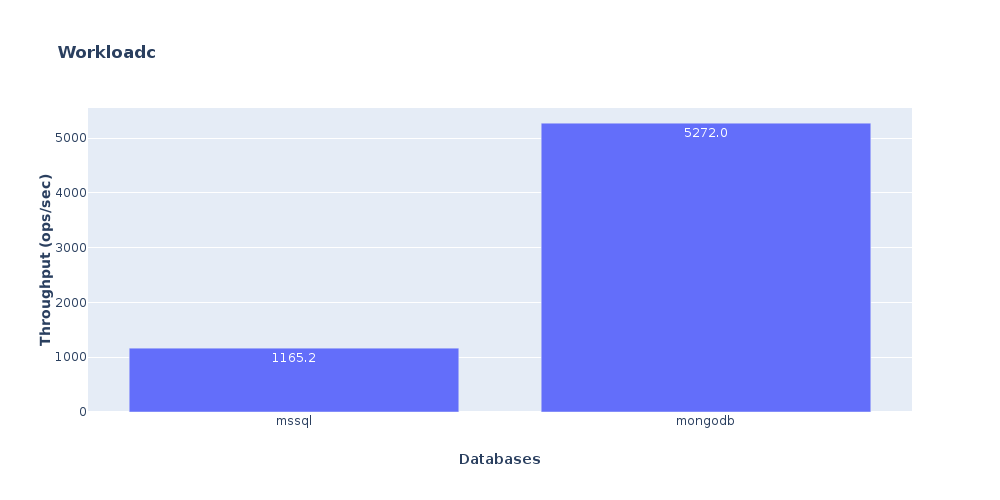 Workloadc
Throughput (ops/sec)
5000
4000
3000
2000
1000
0
1165.2
5272.0
mssql
mongodb
Databases